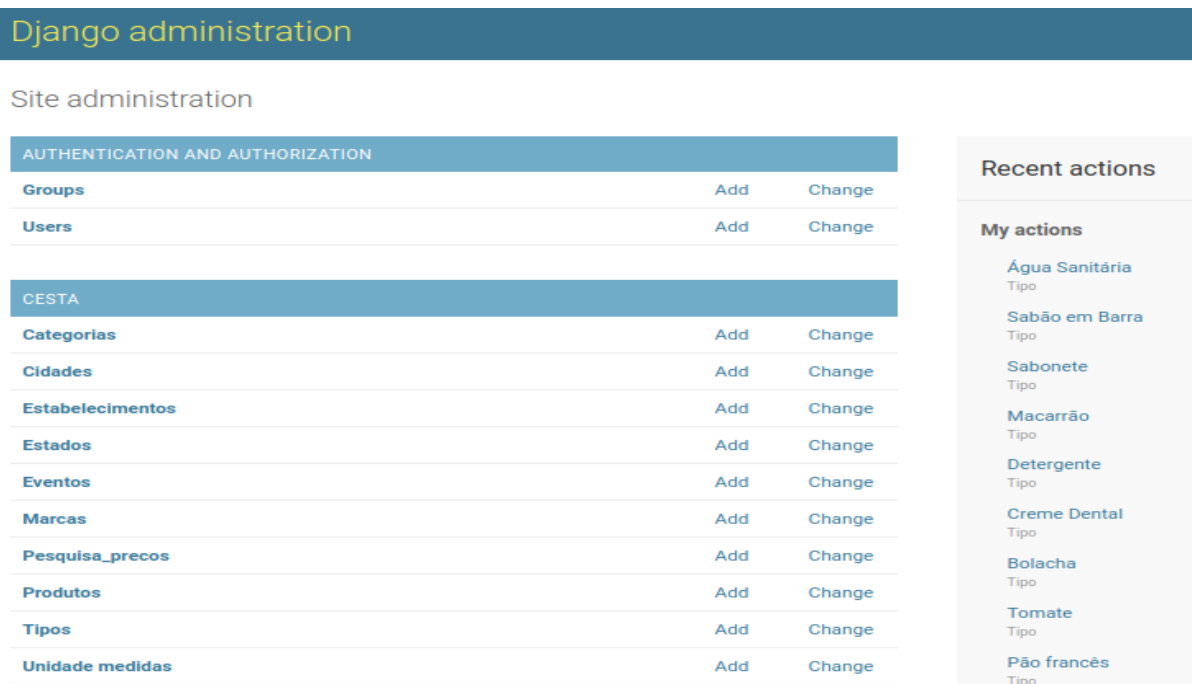 Django administration
Site administration
AUTHENTICATION AND AUTHORIZATION
Groups Add Change
Users Add Change
CESTA
Categorias Add Change
Cidades Add Change
Estabelecimentos Add Change
Estados Add Change
Eventos Add Change
Marcas Add Change
Pesquisa_precos Add Change
Produtos Add Change
Tipos Add Change
Unidade medidas Add Change
Recent actions
My actions
Água Sanitária
Tipo
Sabão em Barra
Tipo
Sabonete
Tipo
Macarrão
Tipo
Detergente
Tipo
Creme Dental
Tipo
Bolacha
Tipo
Tomate
Tipo
Pão francês
Tipo